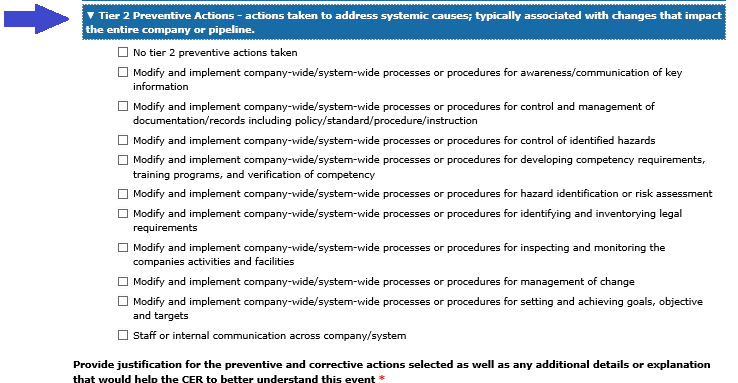 ▼ Tier 2 Preventive Actions - actions taken to address systemic causes; typically associated with changes that impact
the entire company or pipeline.
No tier 2 preventive actions taken
Modify and implement company-wide/system-wide processes or procedures for awareness/communication of key
information
Modify and implement company-wide/system-wide processes or procedures for control and management of
documentation/records including policy/standard/procedure/instruction
Modify and implement company-wide/system-wide processes or procedures for control of identified hazards
Modify and implement company-wide/system-wide processes or procedures for developing competency requirements,
training programs, and verification of competency
Modify and implement company-wide/system-wide processes or procedures for hazard identification or risk assessment
Modify and implement company-wide/system-wide processes or procedures for identifying and inventorying legal
requirements
Modify and implement company-wide/system-wide processes or procedures for inspecting and monitoring the
companies activities and facilities
Modify and implement company-wide/system-wide processes or procedures for management of change
Modify and implement company-wide/system-wide processes or procedures for setting and achieving goals, objective
and targets
Staff or internal communication across company/system
Provide justification for the preventive and corrective actions selected as well as any additional details or explanation
that would help the CER to better understand this event *